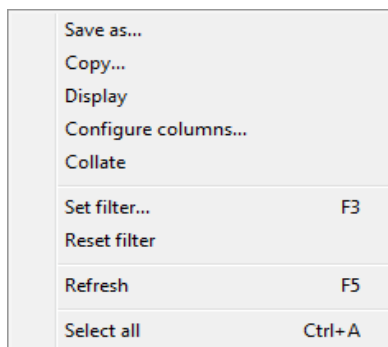 Save as...
Copy...
Display
Configure columns...
Collate
Set filter... F3
Reset filter
Refresh F5
Select all Ctrl+A